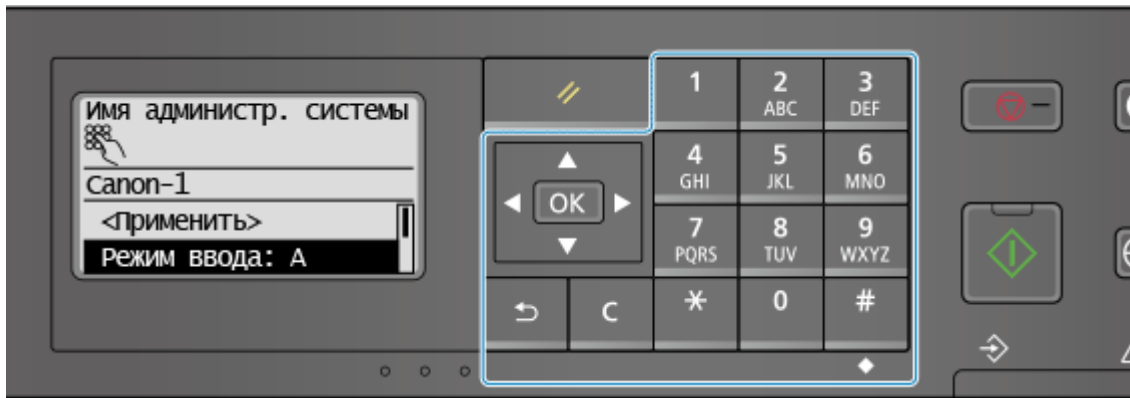 Имя администр. системы
Canon-1
<Применить>
Режим ввода: A
1
2
3
ABC
DEF
4
5
6
GHI
JKL
MNO
OK
7
8
9
PQRS
TUV
WXYZ
C
*
0
#